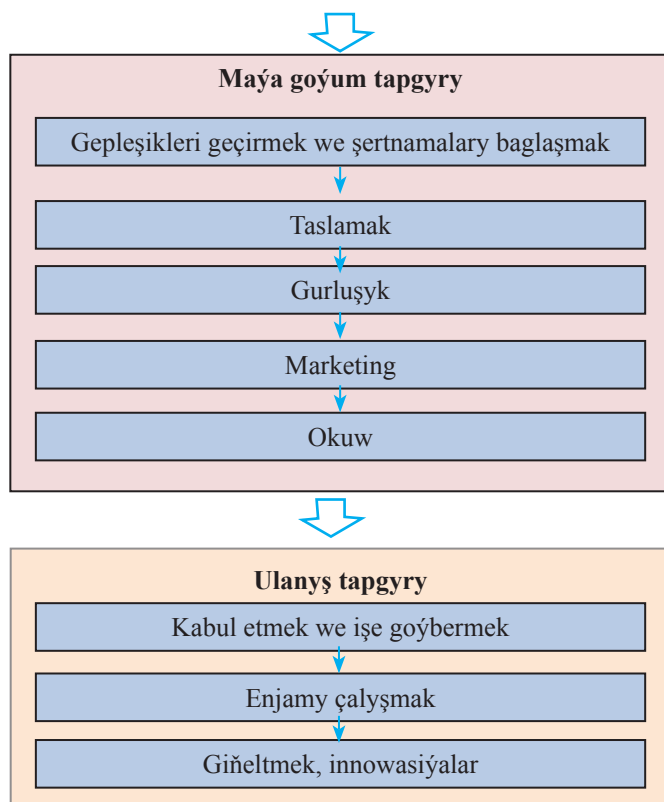 Maýa goýum tapgyry
Gepleşikleri geçirmek we şertnamalary baglaşmak
Taslamak
Gurluşyk
Marketing
Okuw
Ulanyş tapgyry
Kabul etmek we işe goýbermek
Enjamy çalyşmak
Giňeltmek, innowasiýalar